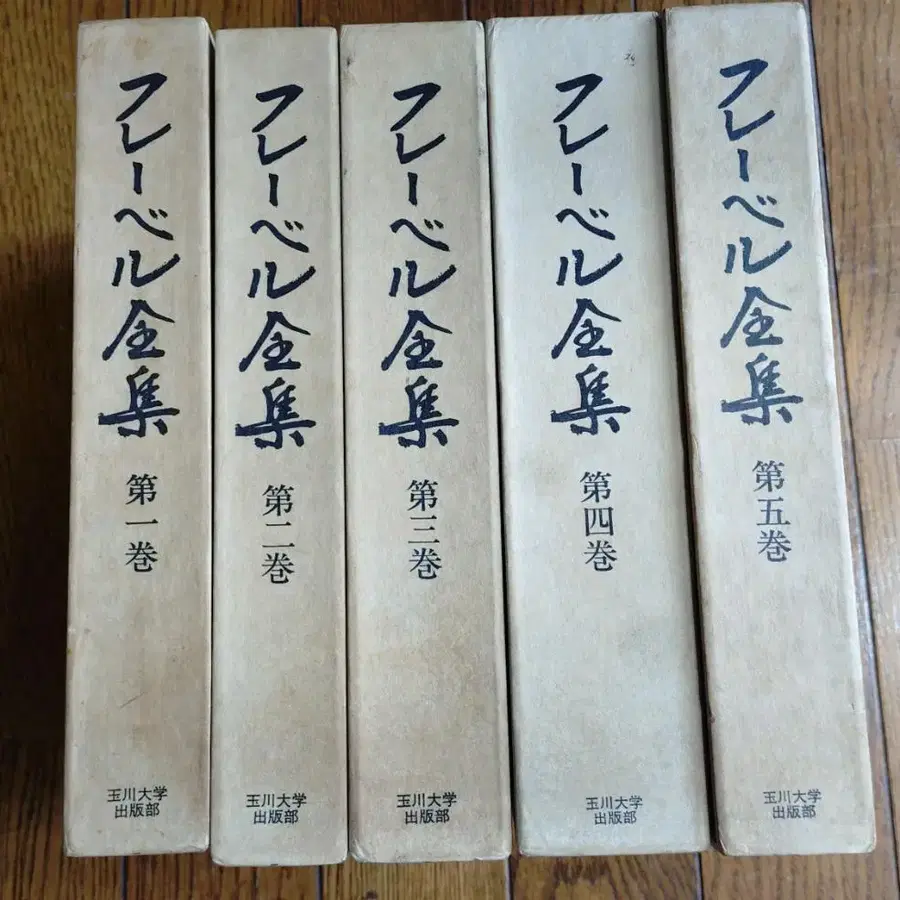 フレーベル全集
第一巻
玉川大学
出版部
フレーベル全集
第二巻
玉川大学
出版部
フレーベル全集
第三巻
玉川大学
出版部
フレーベル全集
第四巻
玉川大学
出版部
フレーベル全集
第五巻
玉川大学
出版部